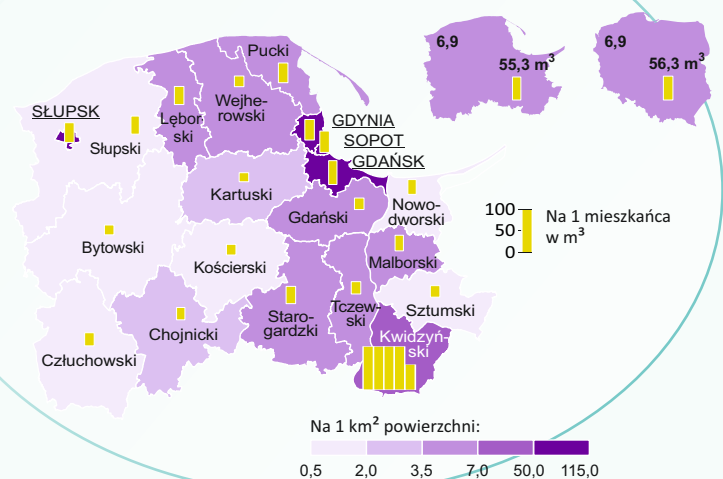 6,9
55,3 m³
6,9
56,3 m³
Pucki
SŁUPSK
Słupski
Lębor-
ski
Wejhe-
rowski
GDYNIA
SOPOT
GDAŃSK
Kartuski
Gdański
Nowo-
dworski
Bytowski
Kościerski
Malborski
Człuchowski
Chojnicki
Staro-
gardzki
Tczew-
ski
Sztumski
Kwidzyń-
ski
100
50
0
Na 1 mieszkańca
w m³
Na 1 km² powierzchni:
0,5 2,0 3,5 7,0 50,0 115,0